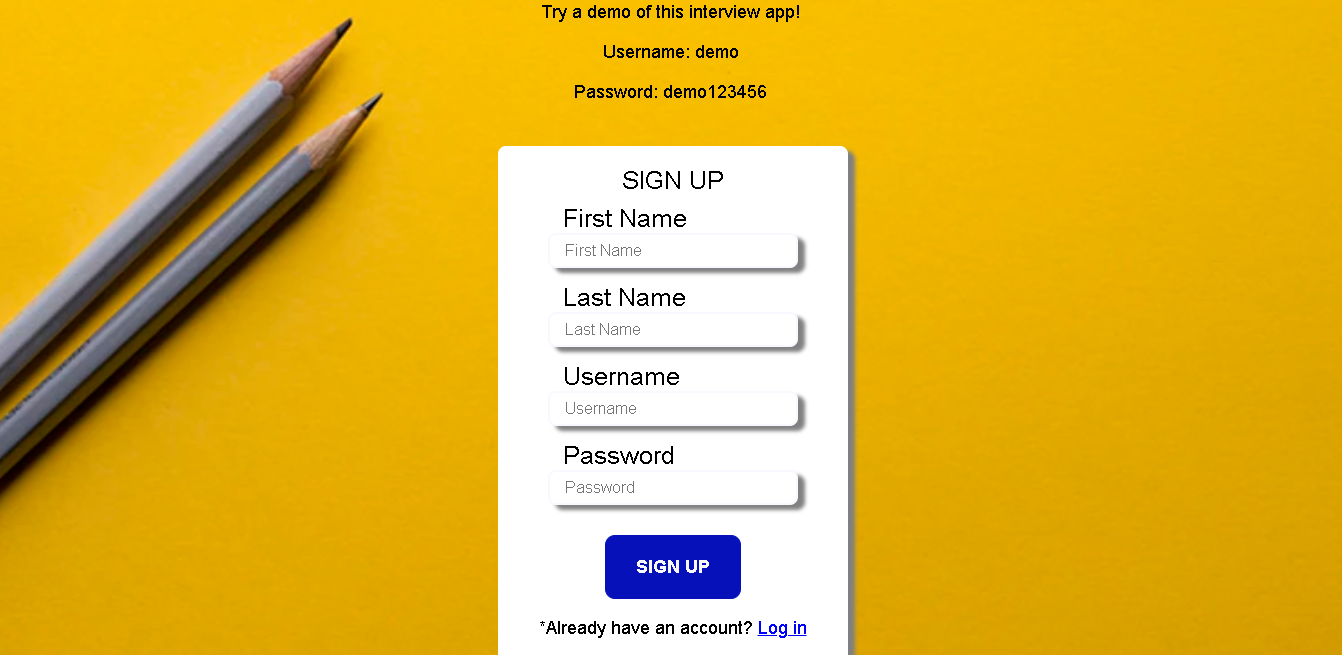 Try a demo of this interview app!
Username: demo
Password: demo123456
SIGN UP
First Name
First Name
Last Name
Last Name
Username
Username
Password
Password
SIGN UP
*Already have an account? Log in